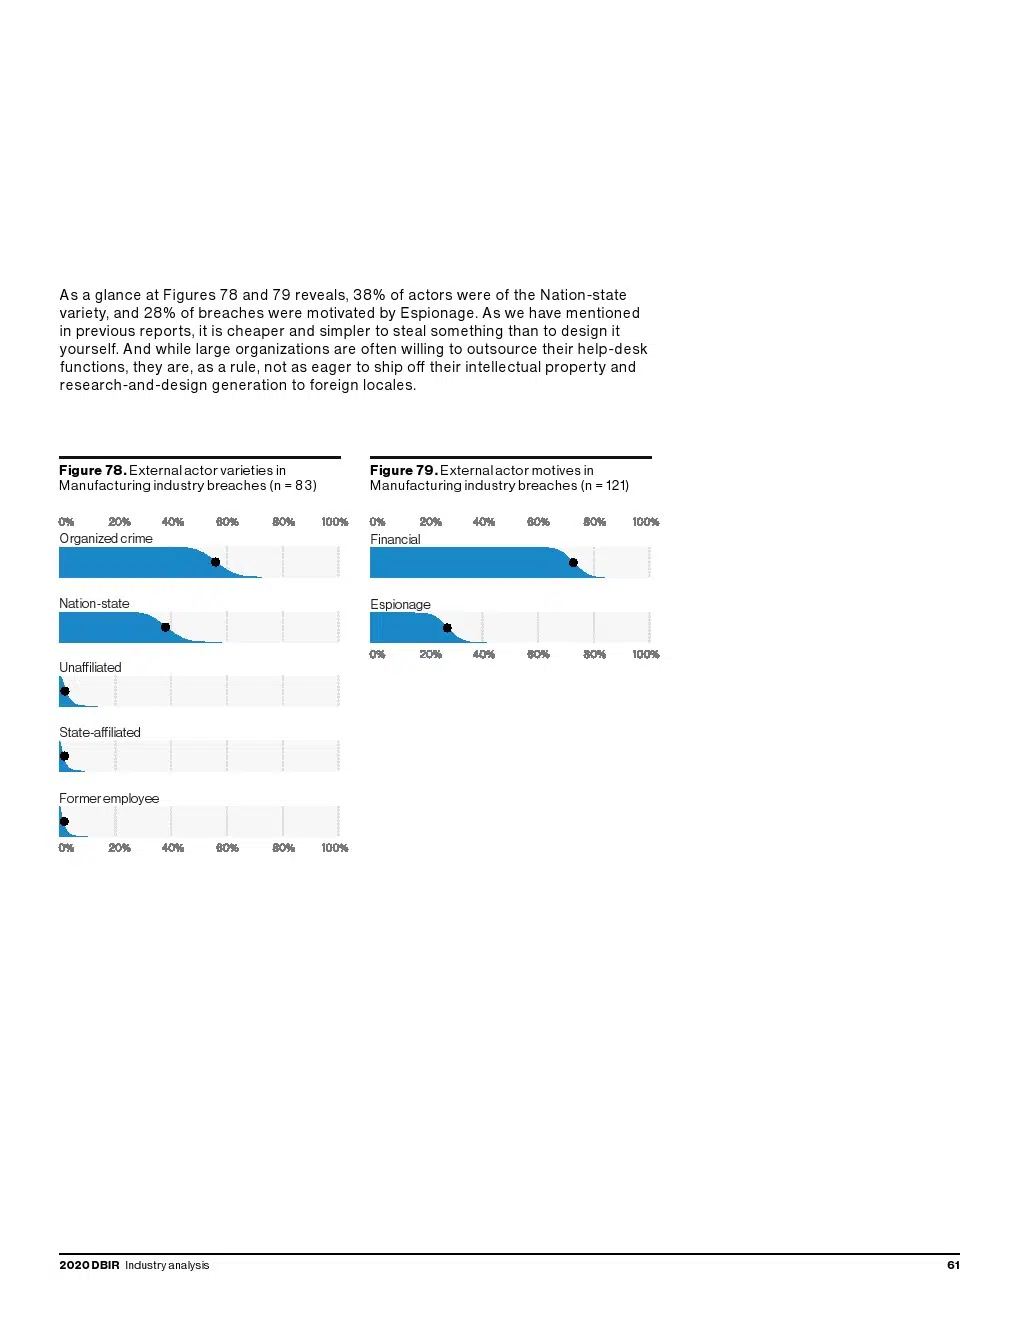 As a glance at Figures 78 and 79 reveals, 38% of actors were of the Nation-state
variety, and 28% of breaches were motivated by Espionage. As we have mentioned
in previous reports, it is cheaper and simpler to steal something than to design it
yourself. And while large organizations are often willing to outsource their help-desk
functions, they are, as a rule, not as eager to ship off their intellectual property and
research-and-design generation to foreign locales.
Figure 78. External actor varieties in
Manufacturing industry breaches (n = 83)
0% 20% 40% 60% 80% 100%
Organized crime
Nation-state
Unaffiliated
State-affiliated
Former employee
0% 20% 40% 60% 80% 100%
Figure 79. External actor motives in
Manufacturing industry breaches (n = 121)
0% 20% 40% 60% 80% 100%
Financial
Espionage
0% 20% 40% 60% 80% 100%
2020 DBIR Industry analysis
61